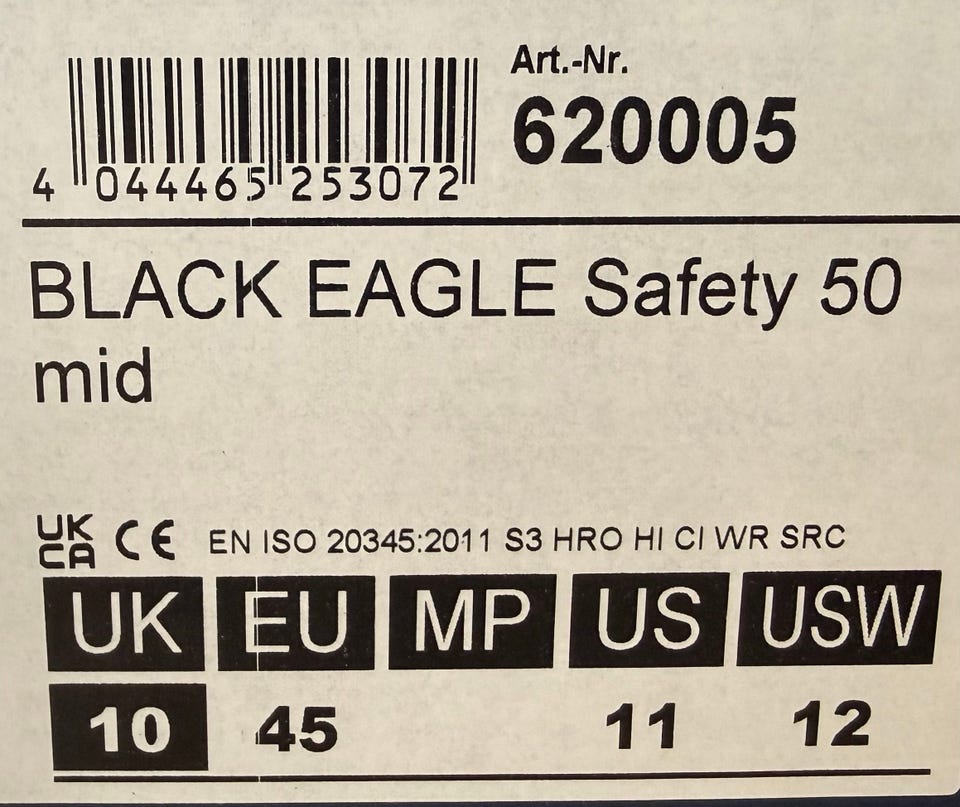 Art.-Nr.
620005
4 044465 253072
BLACK EAGLE Safety 50
mid
UK
CA CE EN ISO 20345:2011 S3 HRO HI CI WR SRC
UK EU MP US USW
10 45 11 12